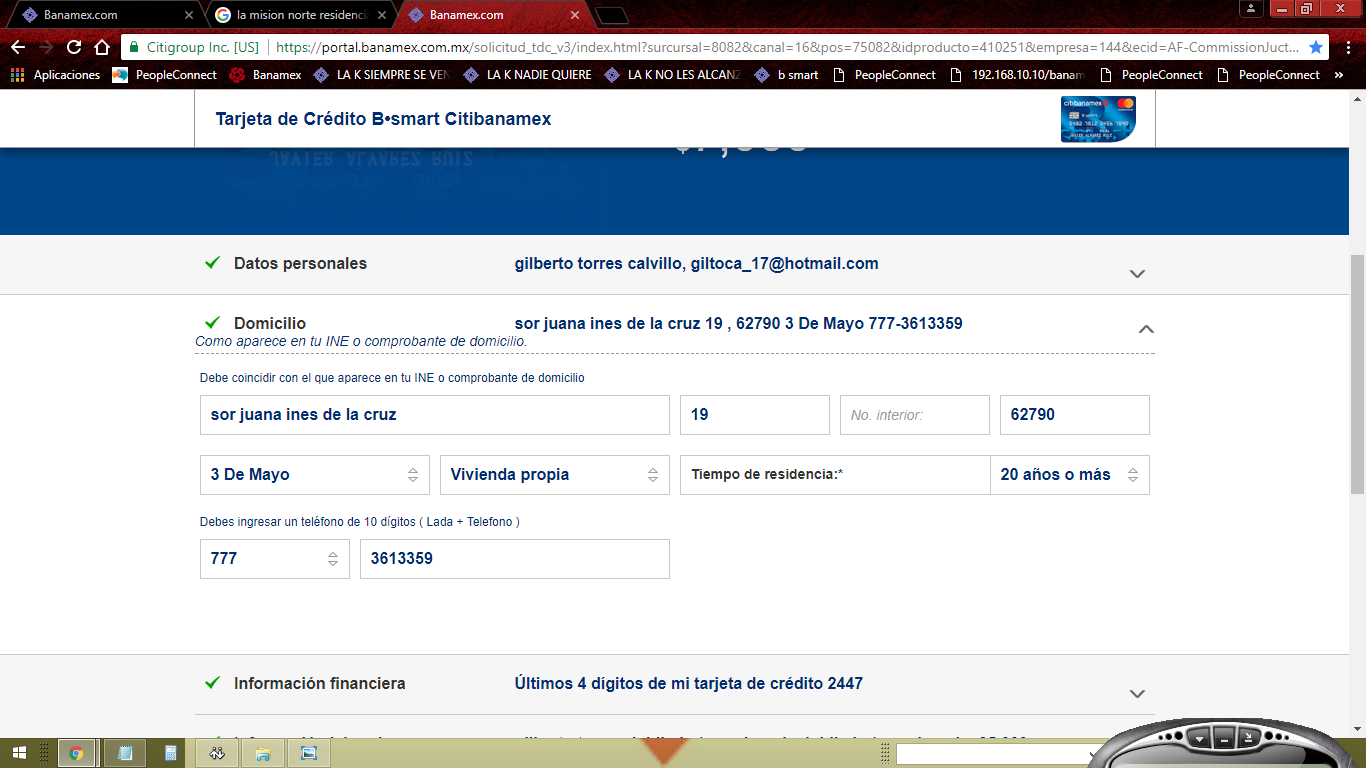 Banamex.com
la mision norte residenci
Banamex.com
Citigroup Inc. [US] | https://portal.banamex.com.mx/solicitud_tdc_v3/index.html?surcursal=8082&canal=16&pos=75082&idproducto=410251&empresa=144&ecid=AF-CommissionJuct...
Aplicaciones PeopleConnect Banamex LA K SIEMPRE SE VEN LA K NADIE QUIERE LA K NO LES ALCANZ b smart PeopleConnect 192.168.10.10/banam PeopleConnect PeopleConnect »
Tarjeta de Crédito B•smart Citibanamex
citibanamex
JAVIER ALVAREZ RUIZ
Datos personales gilberto torres calvillo, giltoca_17@hotmail.com
Domicilio sor juana ines de la cruz 19 , 62790 3 De Mayo 777-3613359
Como aparece en tu INE o comprobante de domicilio.
Debe coincidir con el que aparece en tu INE o comprobante de domicilio
sor juana ines de la cruz 19 No. interior: 62790
3 De Mayo Vivienda propia Tiempo de residencia:* 20 años o más
Debes ingresar un teléfono de 10 dígitos ( Lada + Telefono )
777 3613359
Información financiera Últimos 4 dígitos de mi tarjeta de crédito 2447